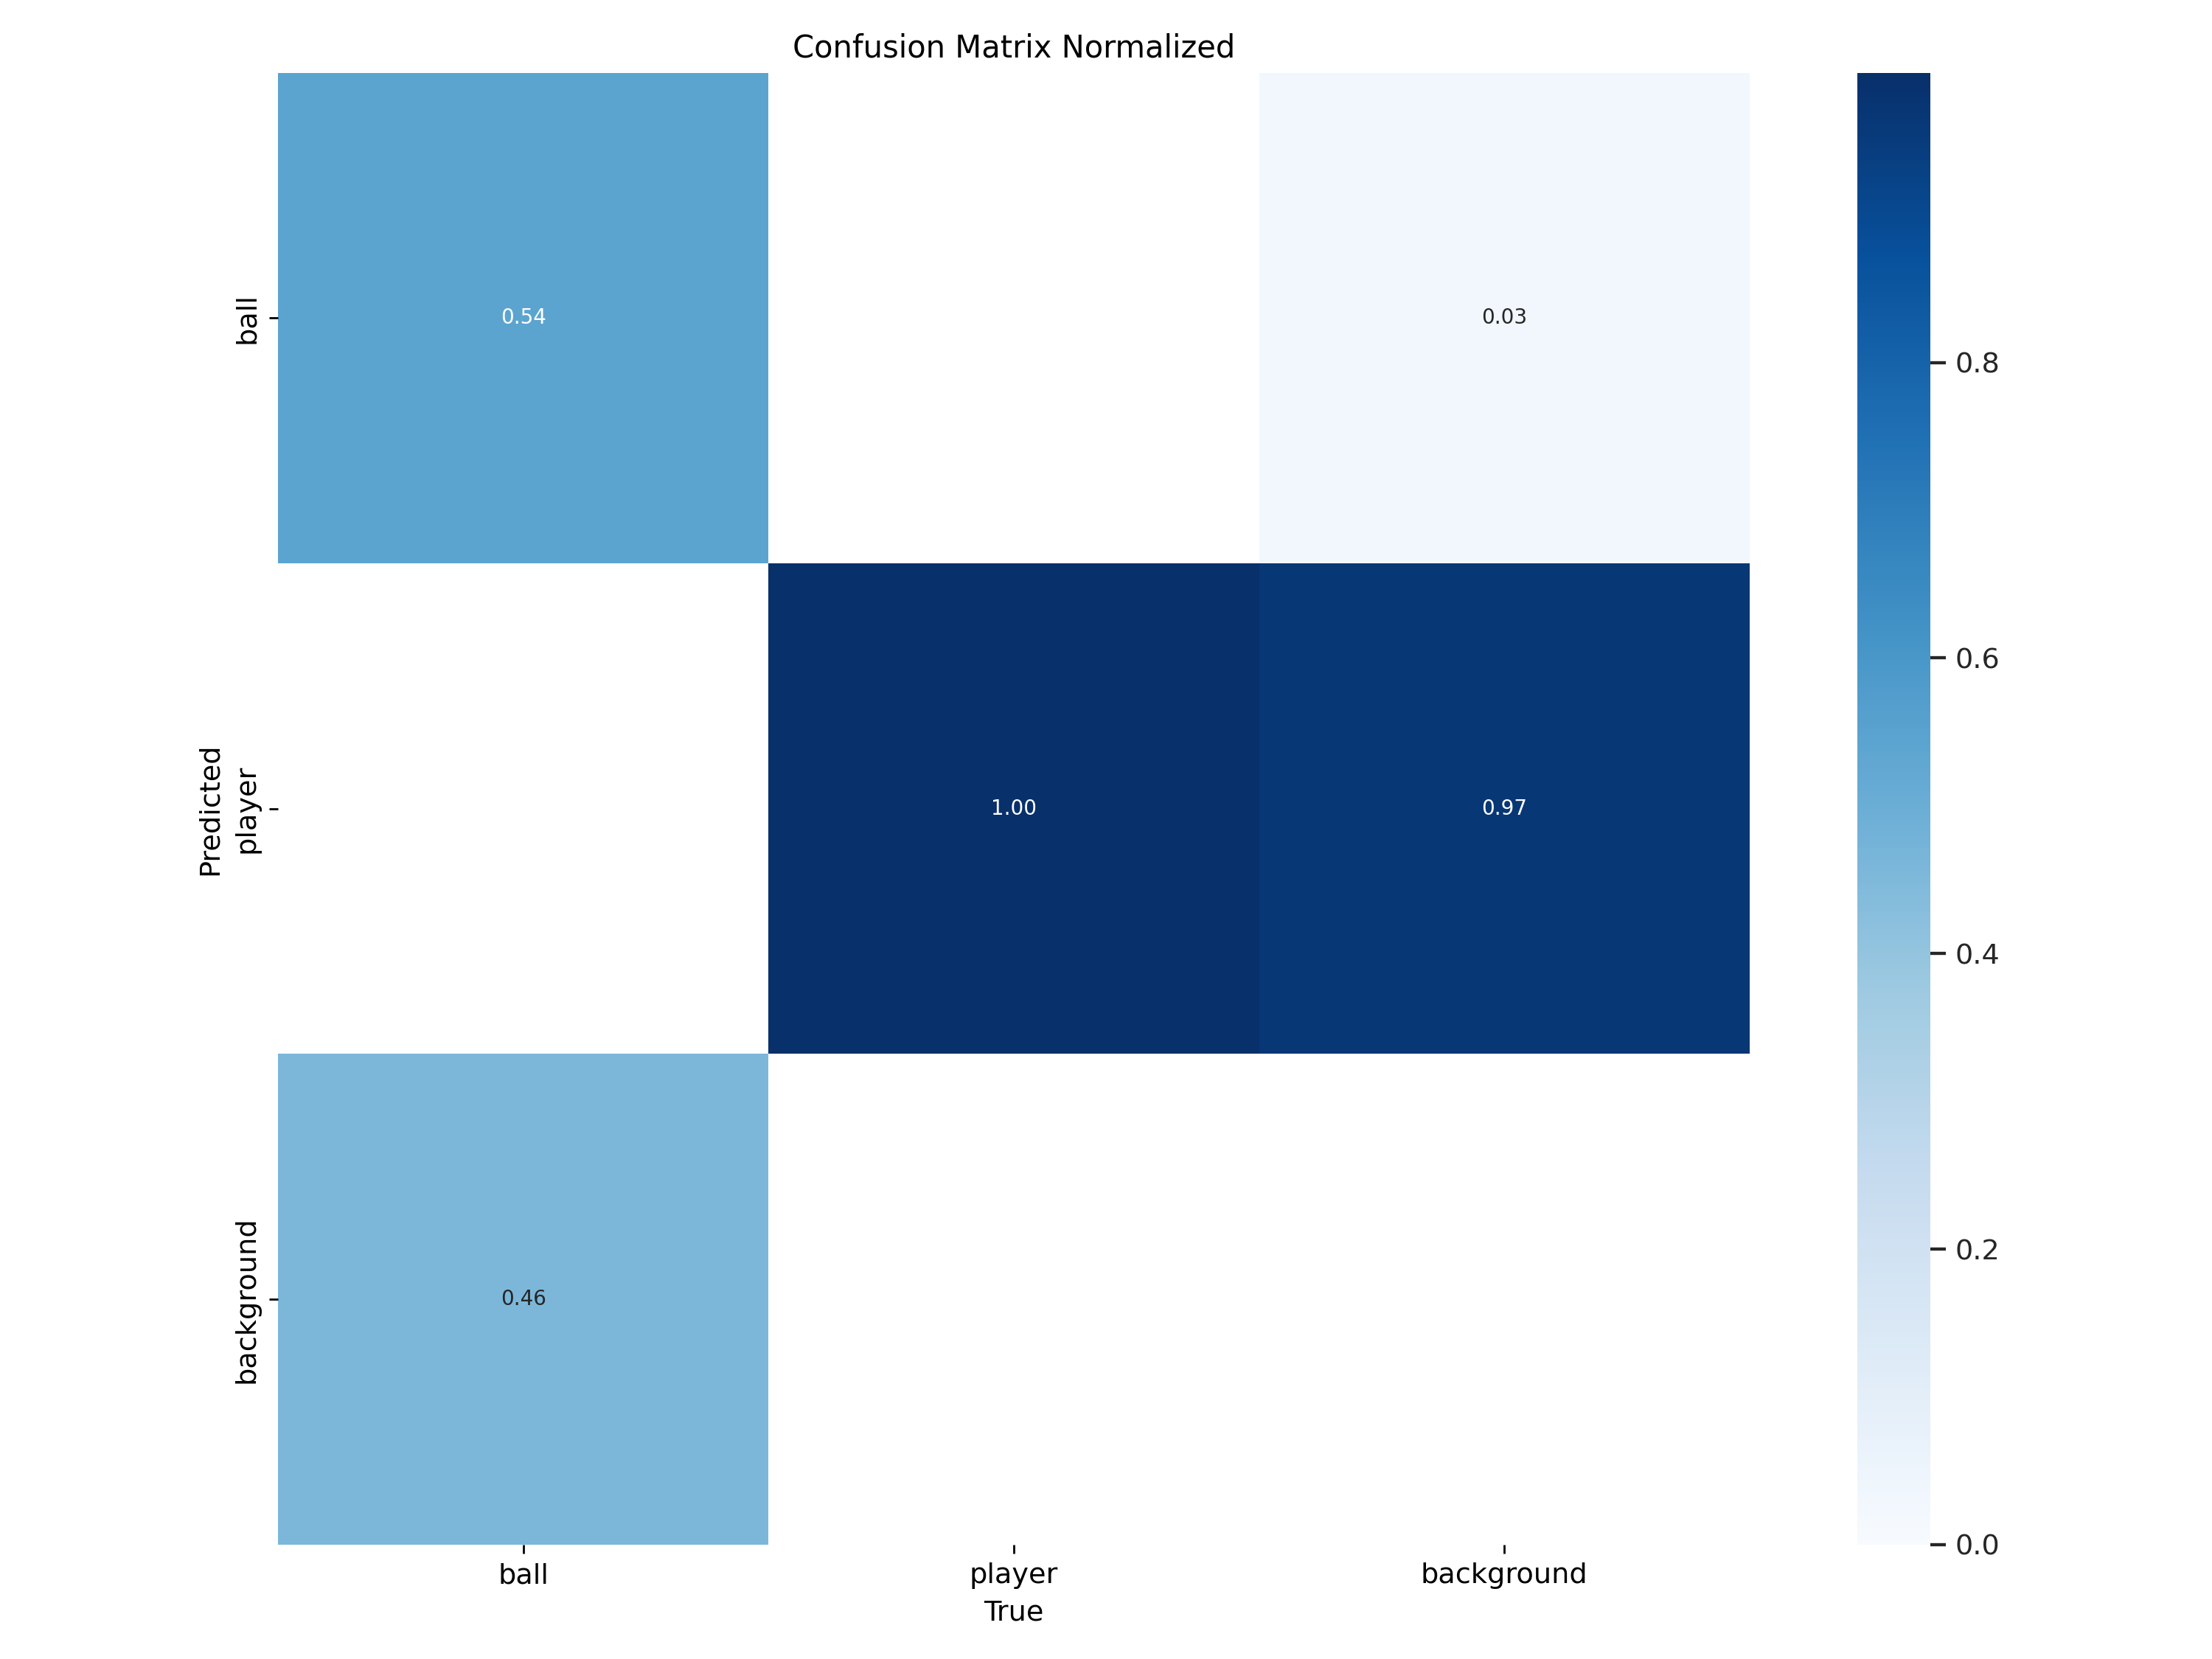 Confusion Matrix Normalized
ball
0.54
0.03
0.8
0.6
Predicted
player
1.00
0.97
0.4
0.2
background
0.46
0.0
ball
player
background
True